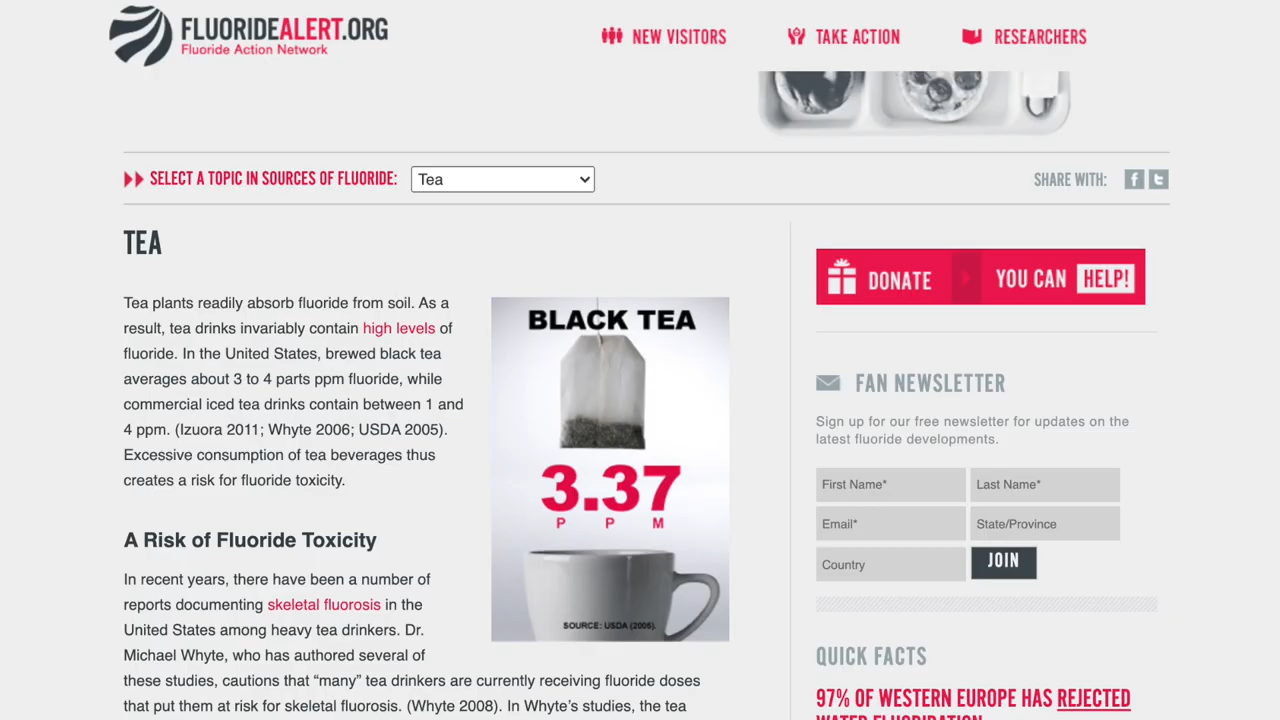 FLUORIDEALERT.ORG
Fluoride Action Network
NEW VISITORS
TAKE ACTION
RESEARCHERS
SELECT A TOPIC IN SOURCES OF FLUORIDE:
Tea
SHARE WITH:
f
t
TEA
Tea plants readily absorb fluoride from soil. As a
result, tea drinks invariably contain high levels of
fluoride. In the United States, brewed black tea
averages about 3 to 4 parts ppm fluoride, while
commercial iced tea drinks contain between 1 and
4 ppm. (Izuora 2011; Whyte 2006; USDA 2005).
Excessive consumption of tea beverages thus
creates a risk for fluoride toxicity.
BLACK TEA
3.37
P P M
SOURCE: USDA (2005).
A Risk of Fluoride Toxicity
In recent years, there have been a number of
reports documenting skeletal fluorosis in the
United States among heavy tea drinkers. Dr.
Michael Whyte, who has authored several of
these studies, cautions that “many” tea drinkers are currently receiving fluoride doses
that put them at risk for skeletal fluorosis. (Whyte 2008). In Whyte’s studies, the tea
DONATE
YOU CAN HELP!
FAN NEWSLETTER
Sign up for our free newsletter for updates on the
latest fluoride developments.
First Name*
Last Name*
Email*
State/Province
Country
JOIN
QUICK FACTS
97% OF WESTERN EUROPE HAS REJECTED
WATER FLUORIDATION